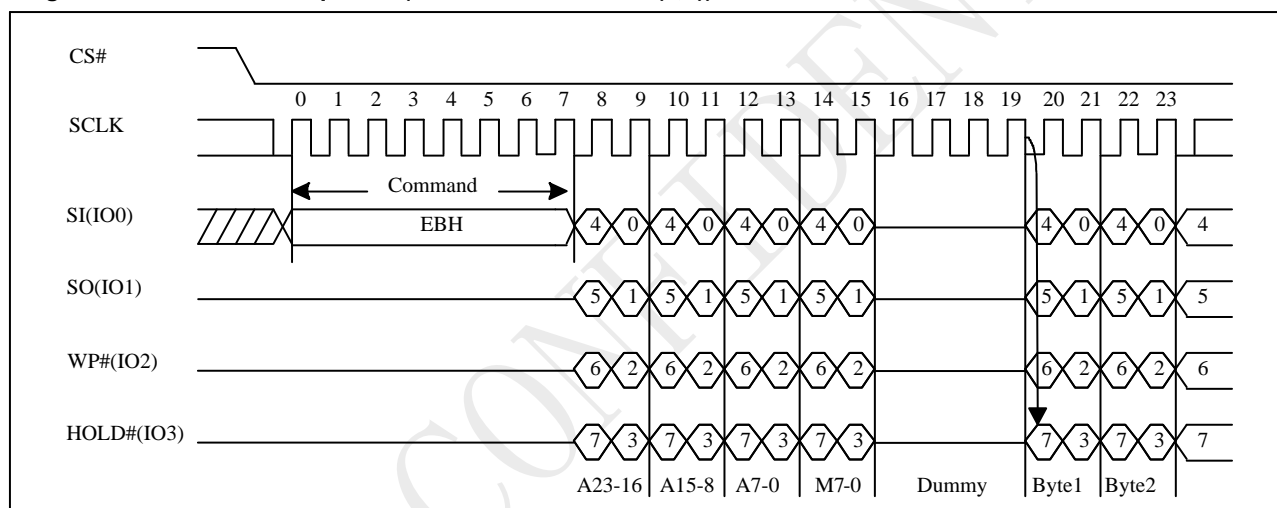 CS#
0 1 2 3 4 5 6 7 8 9 10 11 12 13 14 15 16 17 18 19 20 21 22 23
SCLK
Command
SI(IO0)
EBH 4 0 4 0 4 0 4 0 4 0 4 0 4
SO(IO1)
5 1 5 1 5 1 5 1 5 1 5 1 5
WP#(IO2)
6 2 6 2 6 2 6 2 6 2 6 2 6
HOLD#(IO3)
7 3 7 3 7 3 7 3 7 3 7 3 7
A23-16 A15-8 A7-0 M7-0 Dummy Byte1 Byte2
CONFIDEN